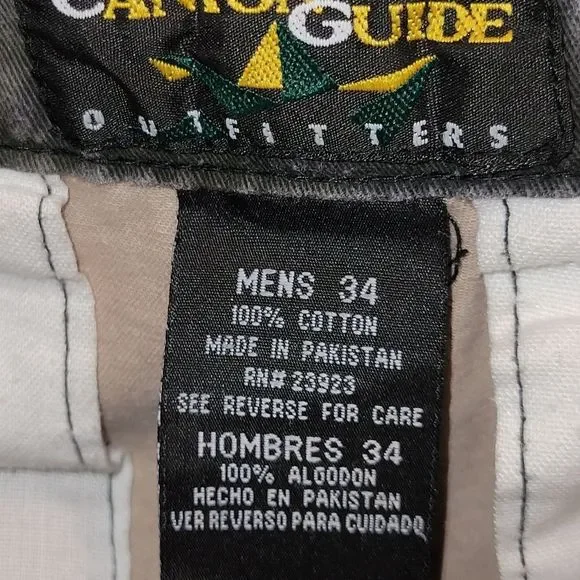 CANYON GUIDE
OUTFITTERS
MENS 34
100% COTTON
MADE IN PAKISTAN
RN# 23923
SEE REVERSE FOR CARE
HOMBRES 34
100% ALGODON
HECHO EN PAKISTAN
VER REVERSO PARA CUIDADO